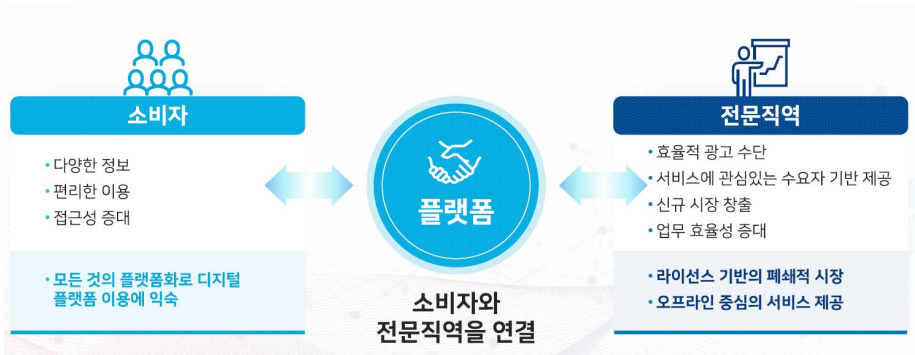 소비자
• 다양한 정보
• 편리한 이용
• 접근성 증대
• 모든 것의 플랫폼화로 디지털
플랫폼 이용에 익숙
플랫폼
소비자와
전문직역을 연결
전문직역
• 효율적 광고 수단
• 서비스에 관심있는 수요자 기반 제공
• 신규 시장 창출
• 업무 효율성 증대
• 라이선스 기반의 폐쇄적 시장
• 오프라인 중심의 서비스 제공